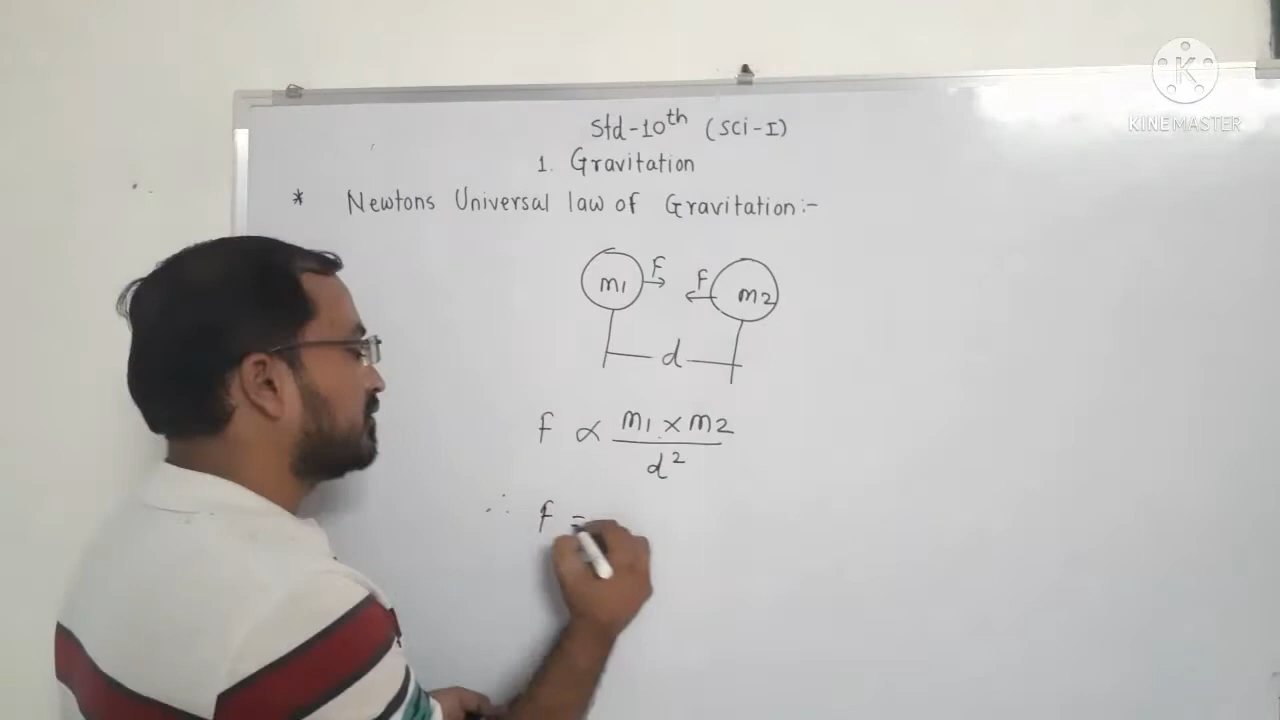 K
KINEMASTER
Std-10th (Sci-I)
1. Gravitation
* Newtons Universal law of Gravitation:-
m1 F F m2
d
f ∝ m1 × m2 / d²
∴ f =